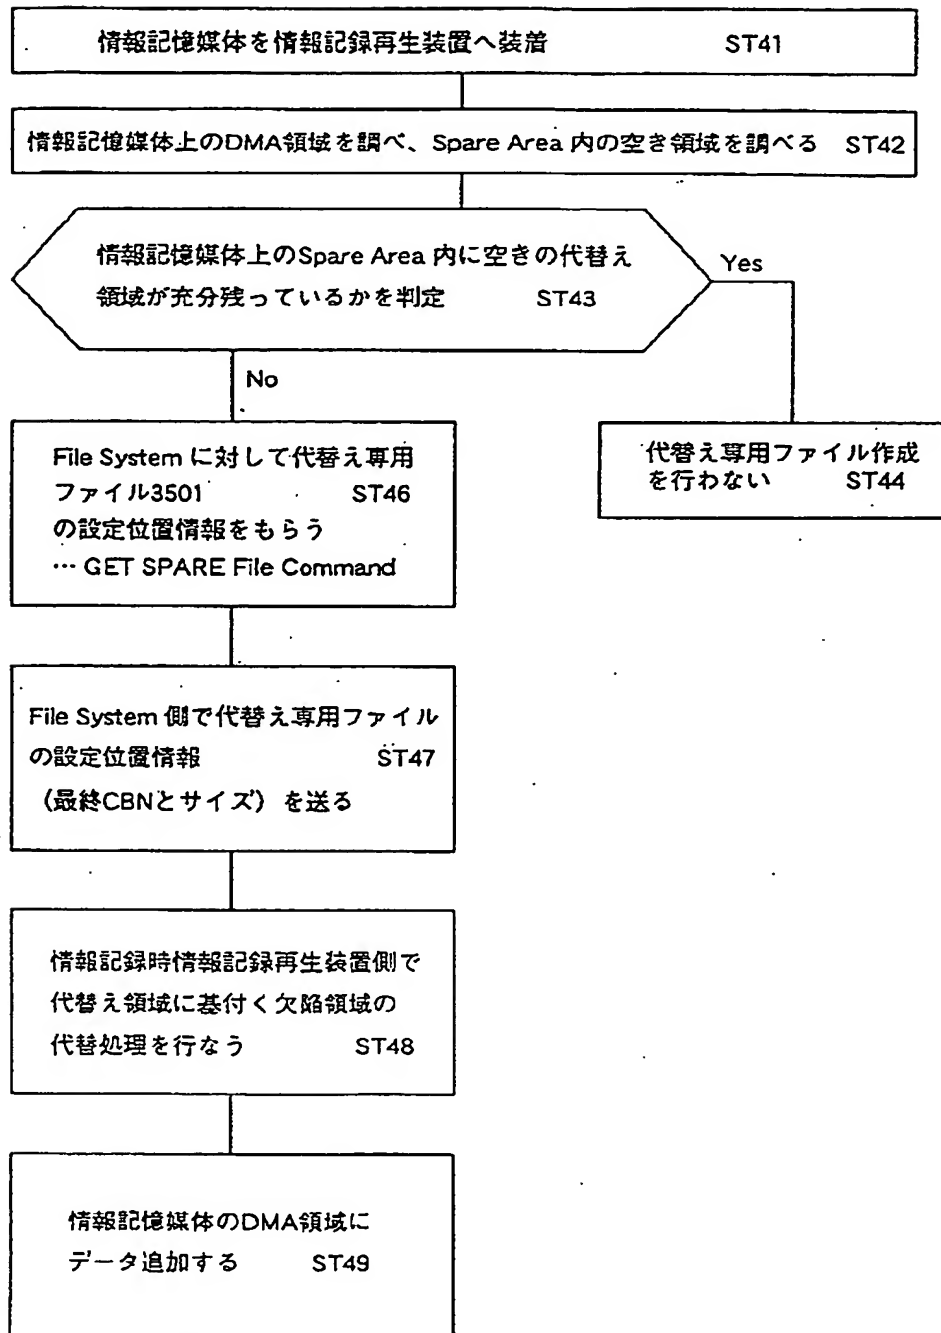 情報記憶媒体を情報記録再生装置へ装着 ST41
情報記憶媒体上のDMA領域を調べ、Spare Area 内の空き領域を調べる ST42
情報記憶媒体上のSpare Area 内に空きの代替え
領域が充分残っているかを判定 ST43
Yes
No
File System に対して代替え専用
ファイル3501 ST46
の設定位置情報をもらう
… GET SPARE File Command
代替え専用ファイル作成
を行わない ST44
File System 側で代替え専用ファイル
の設定位置情報 ST47
（最終CBNとサイズ）を送る
情報記録時情報記録再生装置側で
代替え領域に基付く欠陥領域の
代替処理を行なう ST48
情報記憶媒体のDMA領域に
データ追加する ST49